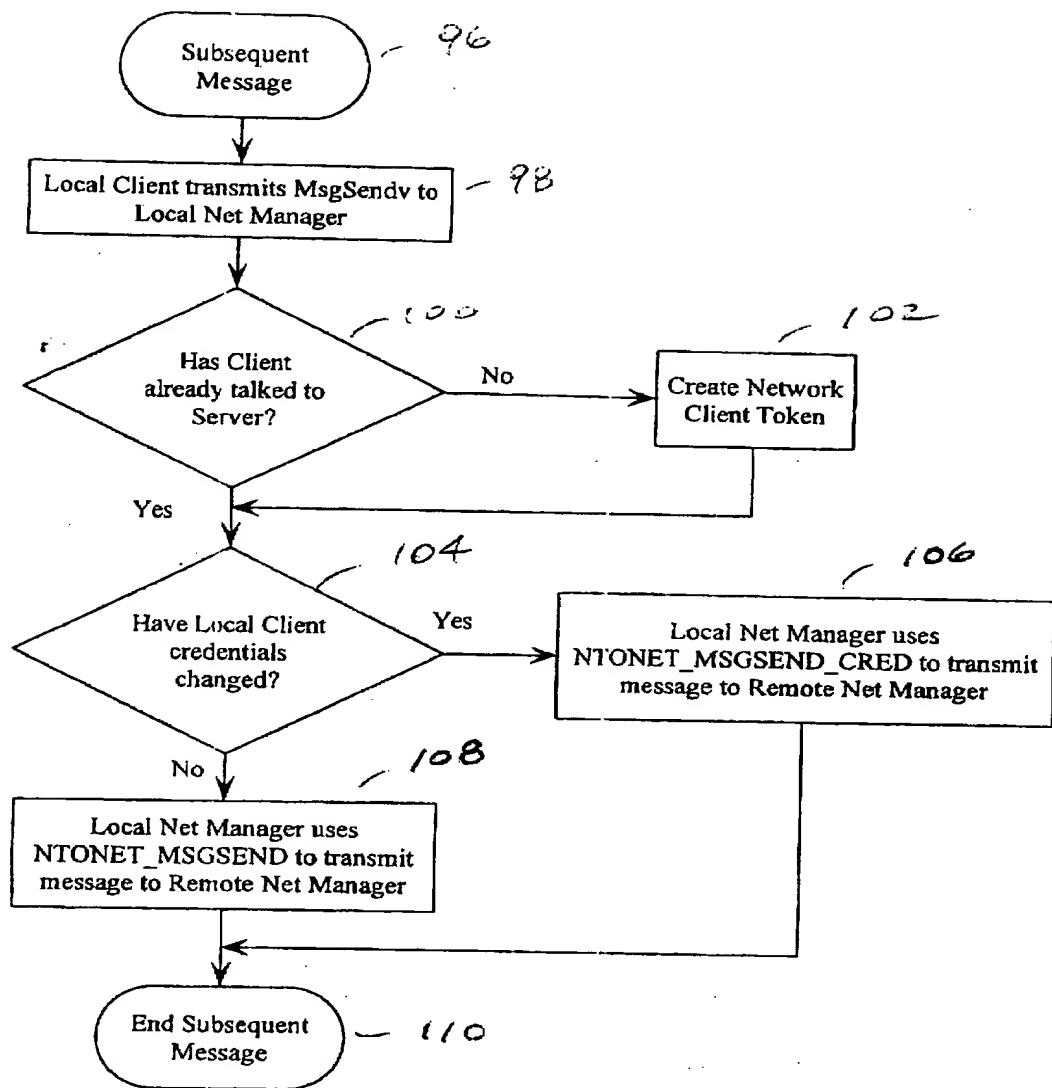 Subsequent
Message
96
Local Client transmits MsgSendv to
Local Net Manager
98
100
Has Client
already talked to
Server?
No
102
Create Network
Client Token
Yes
104
Have Local Client
credentials
changed?
Yes
106
Local Net Manager uses
NTONET_MSGSEND_CRED to transmit
message to Remote Net Manager
No
108
Local Net Manager uses
NTONET_MSGSEND to transmit
message to Remote Net Manager
End Subsequent
Message
110